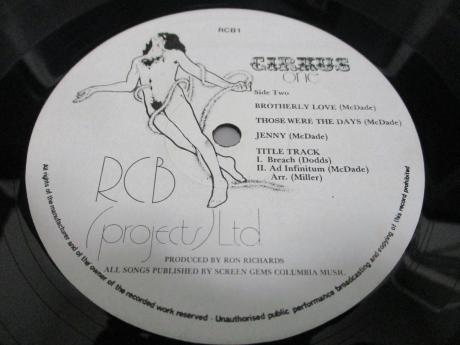 RCB1
CIRKUS
one
Side Two
BROTHERLY LOVE (McDade)
THOSE WERE THE DAYS (McDade)
JENNY (McDade)
TITLE TRACK
I. Breach (Dodds)
II. Ad Infinitum (McDade)
Arr. (Miller)
RCB
(projects) Ltd
PRODUCED BY RON RICHARDS
ALL SONGS PUBLISHED BY SCREEN GEMS COLUMBIA MUSIC.
All rights of the manufacturer and of the owner of the recorded work reserved · Unauthorised public performance broadcasting and copying of this record prohibited